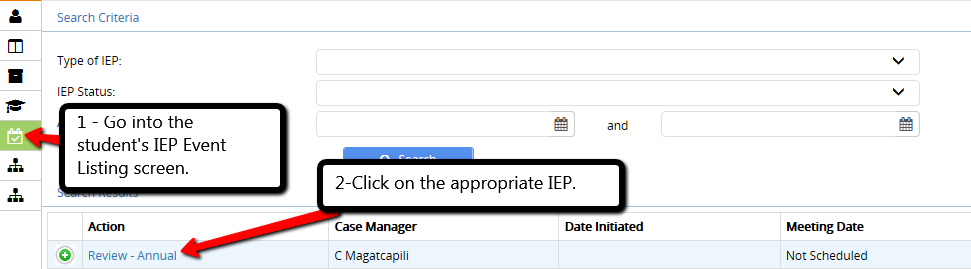 Search Criteria
Type of IEP:
IEP Status:
1 - Go into the
student's IEP Event
Listing screen.
and
Search
2-Click on the appropriate IEP.
Search Results
Action Case Manager Date Initiated Meeting Date
Review - Annual C Magatcapili Not Scheduled